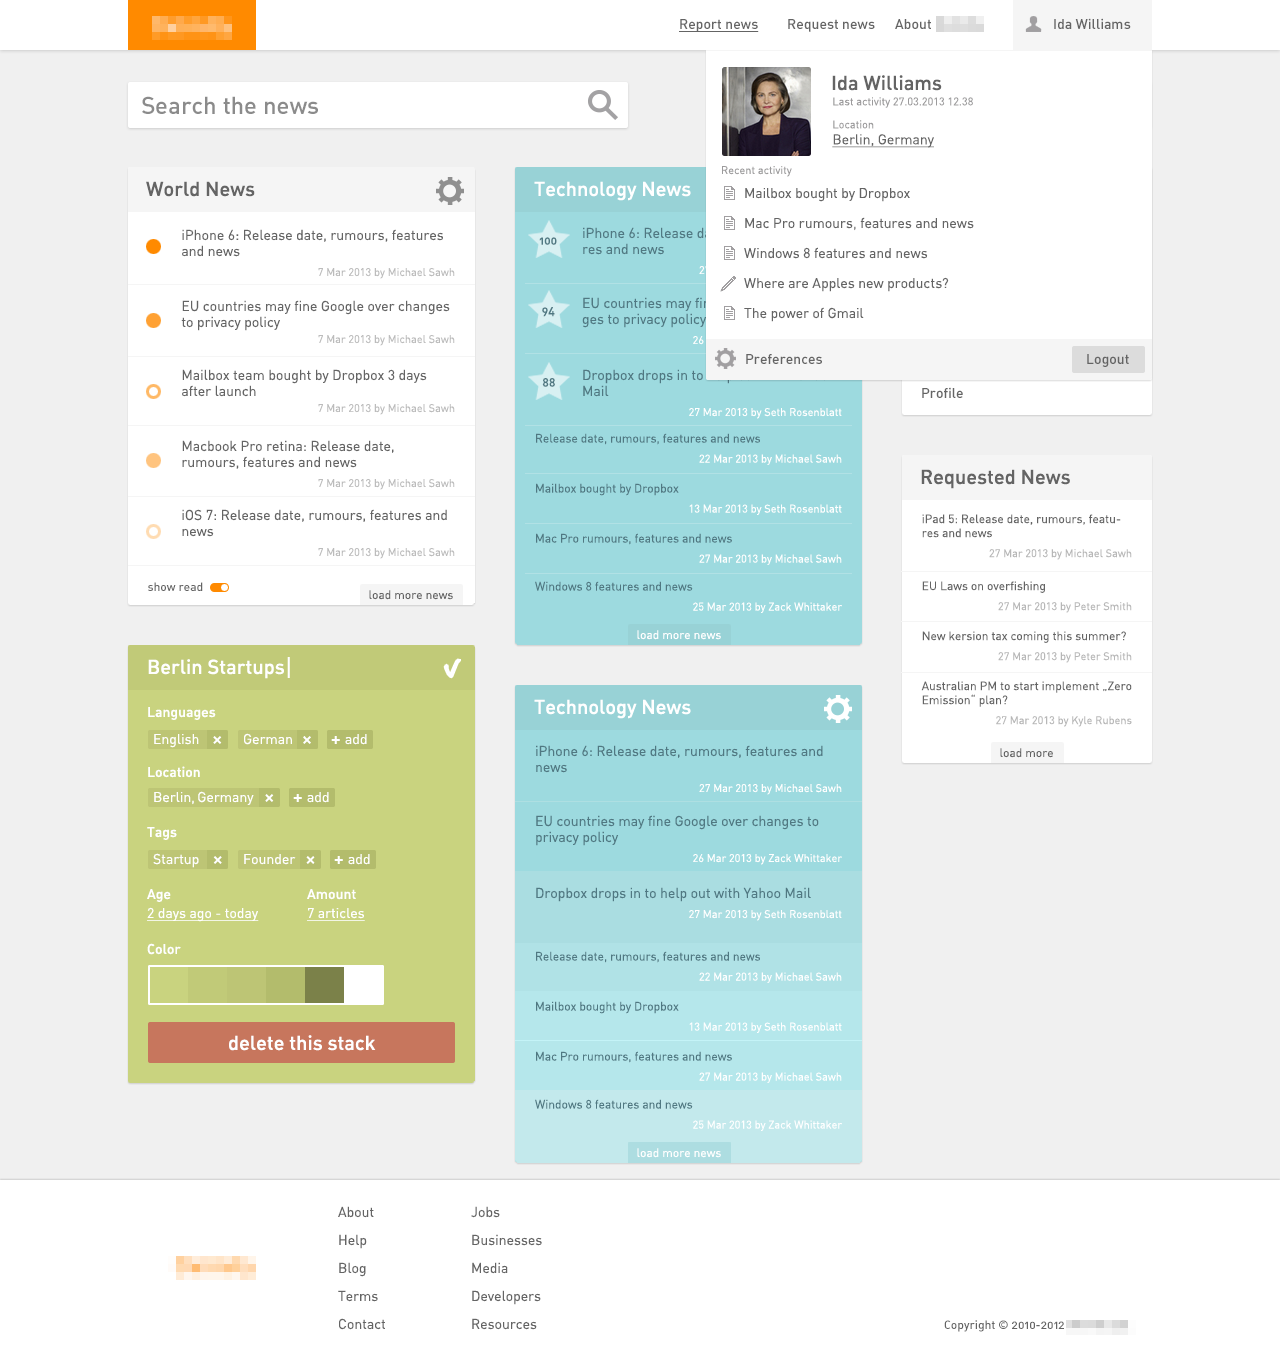 Report news
Request news
About
Ida Williams
Search the news
Ida Williams
Last activity 27.03.2013 12.38
Location
Berlin, Germany
Recent activity
Mailbox bought by Dropbox
Mac Pro rumours, features and news
Windows 8 features and news
Where are Apples new products?
The power of Gmail
Preferences
Logout
Profile
World News
iPhone 6: Release date, rumours, features
and news
7 Mar 2013 by Michael Sawh
EU countries may fine Google over changes
to privacy policy
7 Mar 2013 by Michael Sawh
Mailbox team bought by Dropbox 3 days
after launch
7 Mar 2013 by Michael Sawh
Macbook Pro retina: Release date,
rumours, features and news
7 Mar 2013 by Michael Sawh
iOS 7: Release date, rumours, features and
news
7 Mar 2013 by Michael Sawh
show read
load more news
Technology News
100
iPhone 6: Release d
res and news
2
94
EU countries may fi
ges to privacy policy
26
88
Dropbox drops in to
Mail
27 Mar 2013 by Seth Rosenblatt
Release date, rumours, features and news
22 Mar 2013 by Michael Sawh
Mailbox bought by Dropbox
13 Mar 2013 by Seth Rosenblatt
Mac Pro rumours, features and news
27 Mar 2013 by Michael Sawh
Windows 8 features and news
25 Mar 2013 by Zack Whittaker
load more news
Requested News
iPad 5: Release date, rumours, featu-
res and news
27 Mar 2013 by Michael Sawh
EU Laws on overfishing
27 Mar 2013 by Peter Smith
New kersion tax coming this summer?
27 Mar 2013 by Peter Smith
Australian PM to start implement „Zero
Emission“ plan?
27 Mar 2013 by Kyle Rubens
load more
Berlin Startups
Languages
English ×
German ×
+ add
Location
Berlin, Germany ×
+ add
Tags
Startup ×
Founder ×
+ add
Age
Amount
2 days ago - today
7 articles
Color
delete this stack
Technology News
iPhone 6: Release date, rumours, features and
news
27 Mar 2013 by Michael Sawh
EU countries may fine Google over changes to
privacy policy
26 Mar 2013 by Zack Whittaker
Dropbox drops in to help out with Yahoo Mail
27 Mar 2013 by Seth Rosenblatt
Release date, rumours, features and news
22 Mar 2013 by Michael Sawh
Mailbox bought by Dropbox
13 Mar 2013 by Seth Rosenblatt
Mac Pro rumours, features and news
27 Mar 2013 by Michael Sawh
Windows 8 features and news
25 Mar 2013 by Zack Whittaker
load more news
About
Help
Blog
Terms
Contact
Jobs
Businesses
Media
Developers
Resources
Copyright © 2010-2012